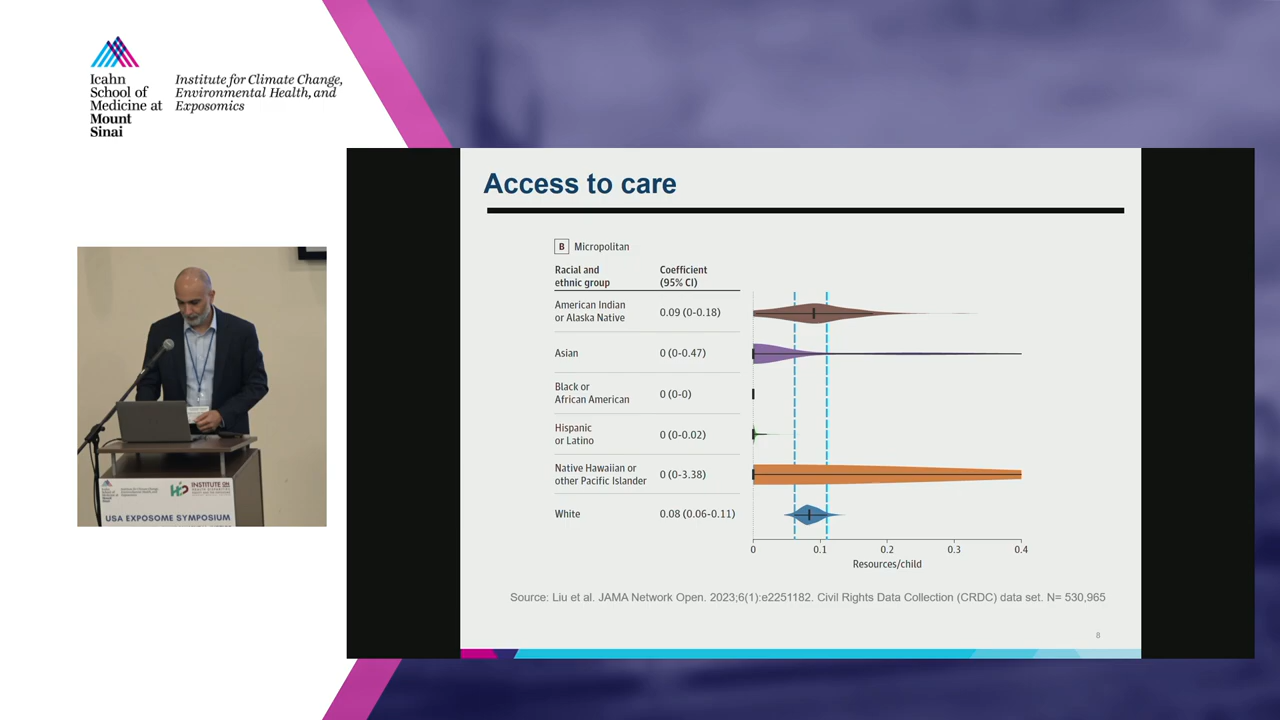 Icahn
School of
Medicine at
Mount
Sinai
Institute for Climate Change,
Environmental Health, and
Exposomics
Access to care
B Micropolitan
Racial and
ethnic group
Coefficient
(95% CI)
American Indian
or Alaska Native
0.09 (0-0.18)
Asian
0 (0-0.47)
Black or
African American
0 (0-0)
Hispanic
or Latino
0 (0-0.02)
Native Hawaiian or
other Pacific Islander
0 (0-3.38)
White
0.08 (0.06-0.11)
0 0.1 0.2 0.3 0.4
Resources/child
Source: Liu et al. JAMA Network Open. 2023;6(1):e2251182. Civil Rights Data Collection (CRDC) data set. N= 530,965
8
INSTITUTE ON
USA EXPOSOME SYMPOSIUM